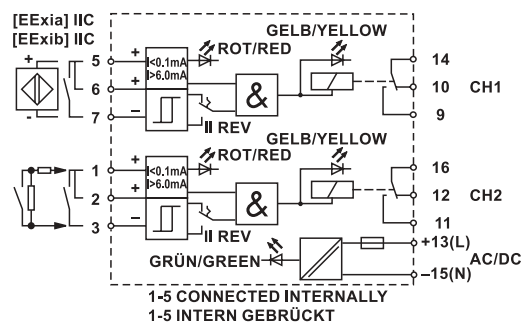 [EExia] IIC
[EExib] IIC
GELB/YELLOW
ROT/RED
+
5
+
I<0.1mA
I>6.0mA
14
6
+
&
10
CH1
-
7
–
II REV
9
GELB/YELLOW
ROT/RED
1
+
I<0.1mA
I>6.0mA
16
2
+
&
12
CH2
3
–
II REV
11
+13(L)
GRÜN/GREEN
AC/DC
–15(N)
1-5 CONNECTED INTERNALLY
1-5 INTERN GEBRÜCKT